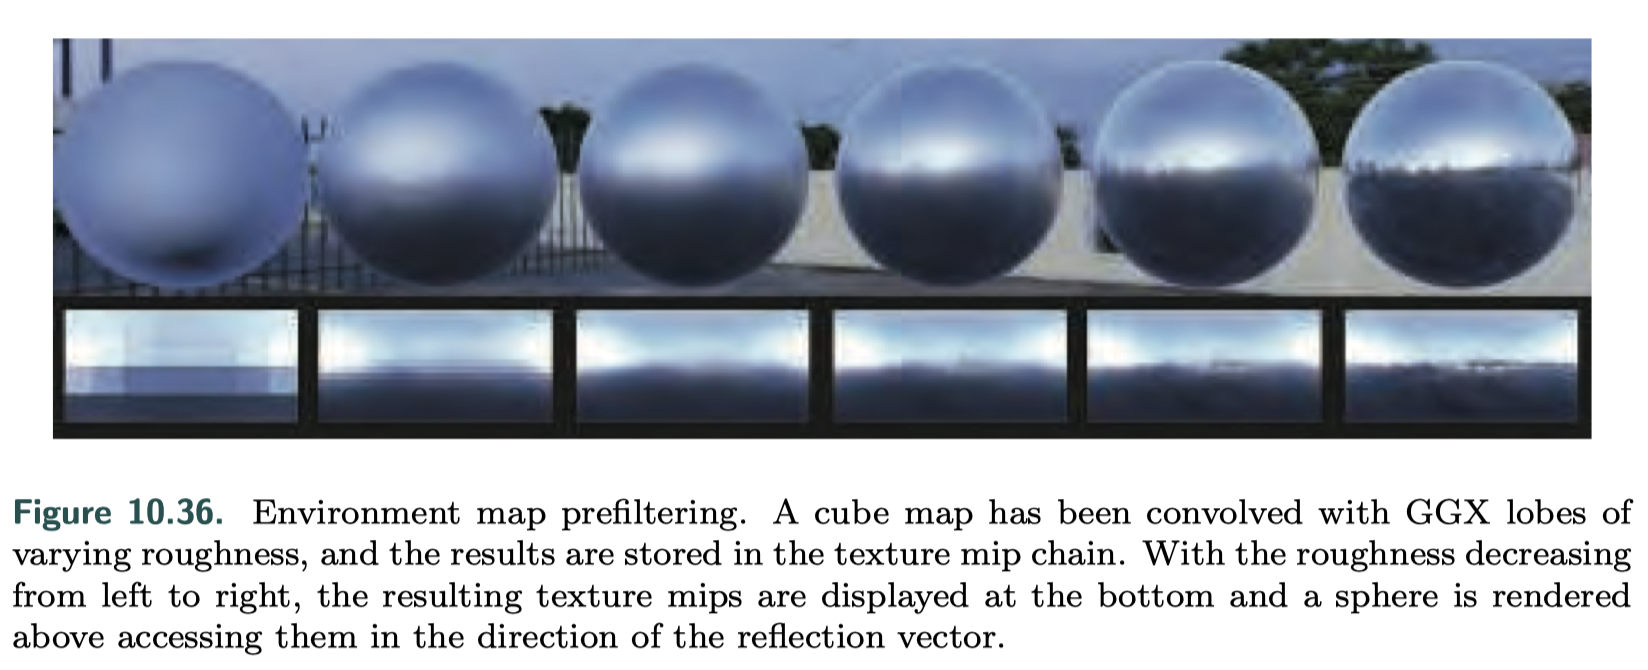 Figure 10.36. Environment map prefiltering. A cube map has been convolved with GGX lobes of
varying roughness, and the results are stored in the texture mip chain. With the roughness decreasing
from left to right, the resulting texture mips are displayed at the bottom and a sphere is rendered
above accessing them in the direction of the reflection vector.